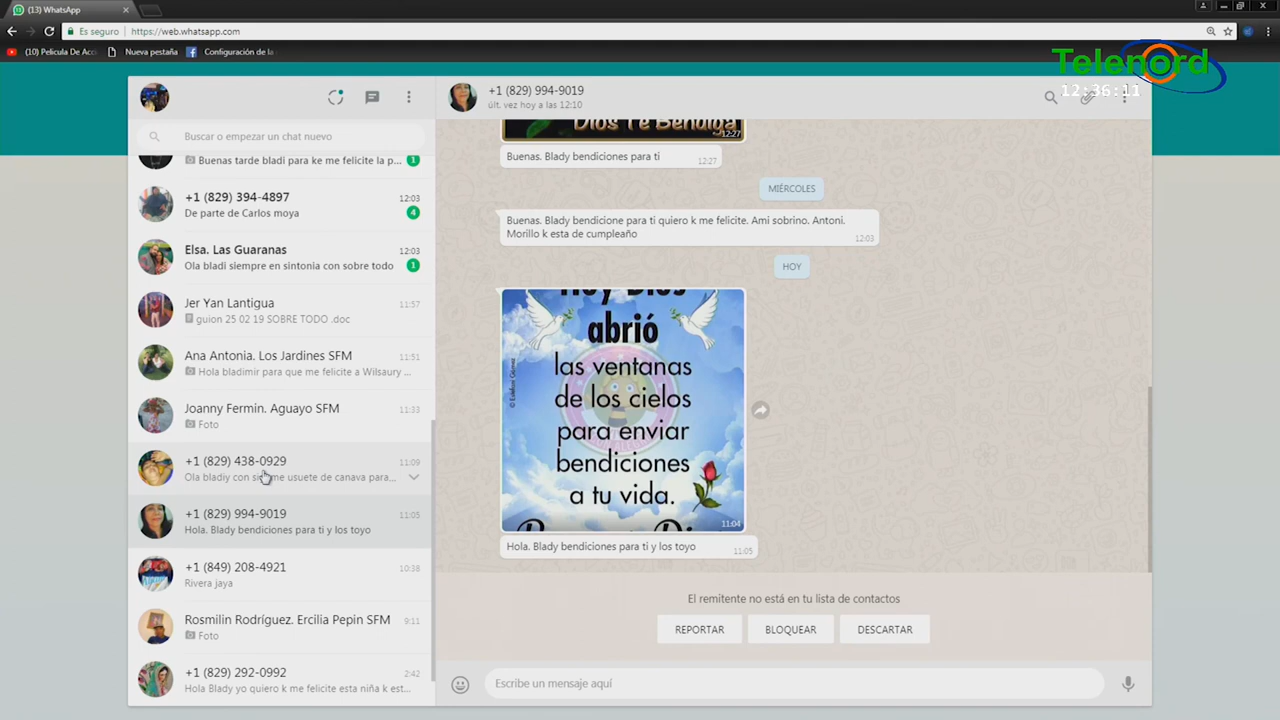 (13) WhatsApp
Es seguro
https://web.whatsapp.com
(10) Pelicula De Acc
Nueva pestaña
Configuración de la
Telenord
12:36:11
+1 (829) 994-9019
últ. vez hoy a las 12:10
Buscar o empezar un chat nuevo
Buenas tarde bladi para ke me felicite la p...
1
+1 (829) 394-4897
12:03
De parte de Carlos moya
4
Elsa. Las Guaranas
12:03
Ola bladi siempre en sintonia con sobre todo
1
Jer Yan Lantigua
11:57
guion 25 02 19 SOBRE TODO .doc
Ana Antonia. Los Jardines SFM
11:51
Hola bladimir para que me felicite a Wilsaury ...
Joanny Fermin. Aguayo SFM
11:33
Foto
+1 (829) 438-0929
11:09
Ola bladiy con me usuete de canava para...
+1 (829) 994-9019
11:05
Hola. Blady bendiciones para ti y los toyo
+1 (849) 208-4921
10:38
Rivera jaya
Rosmilin Rodríguez. Ercilia Pepin SFM
9:11
Foto
+1 (829) 292-0992
2:42
Hola Blady yo quiero k me felicite esta niña k est...
Dios Te Bendiga
12:27
Buenas. Blady bendiciones para ti
12:27
MIÉRCOLES
Buenas. Blady bendicione para ti quiero k me felicite. Ami sobrino. Antoni.
Morillo k esta de cumpleaño
12:03
HOY
Hoy Dios
abrió
las ventanas
de los cielos
para enviar
bendiciones
a tu vida.
11:04
Hola. Blady bendiciones para ti y los toyo
11:05
El remitente no está en tu lista de contactos
REPORTAR
BLOQUEAR
DESCARTAR
Escribe un mensaje aquí